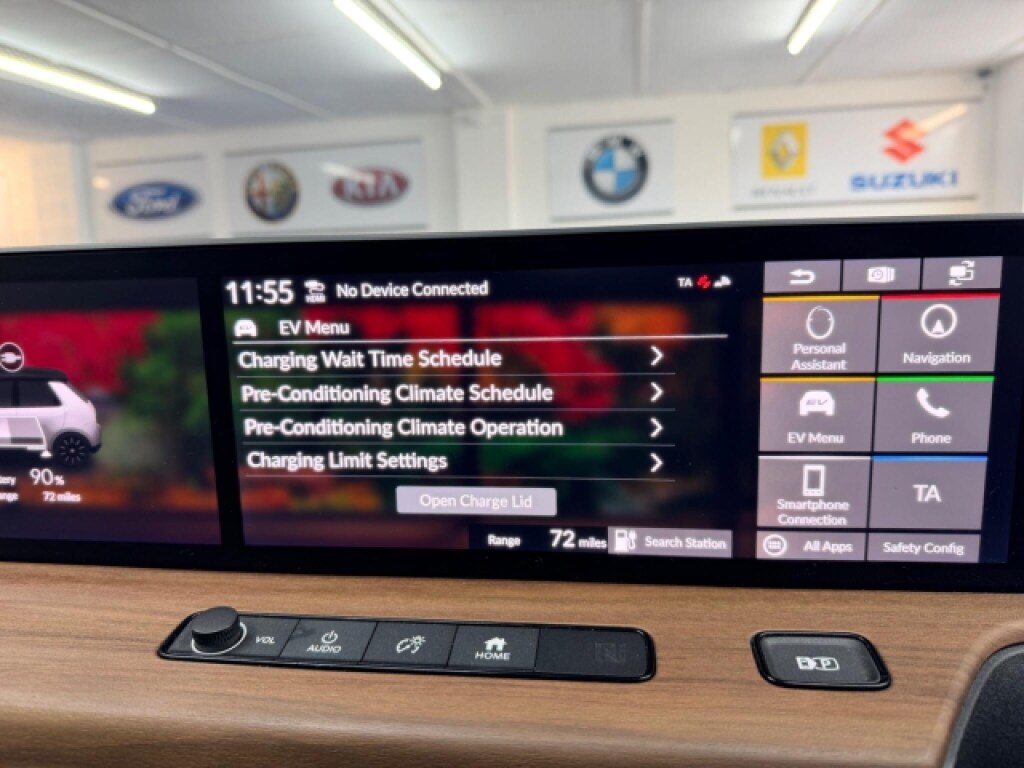 Ford
KIA
BMW
RENAULT
SUZUKI
11:55
No Device Connected
TA
EV Menu
Charging Wait Time Schedule
Pre-Conditioning Climate Schedule
Pre-Conditioning Climate Operation
Charging Limit Settings
Open Charge Lid
Range 72 miles
Search Station
90%
72 miles
Personal
Assistant
Navigation
EV
EV Menu
Phone
Smartphone
Connection
TA
All Apps
Safety Config
VOL
AUDIO
HOME
P